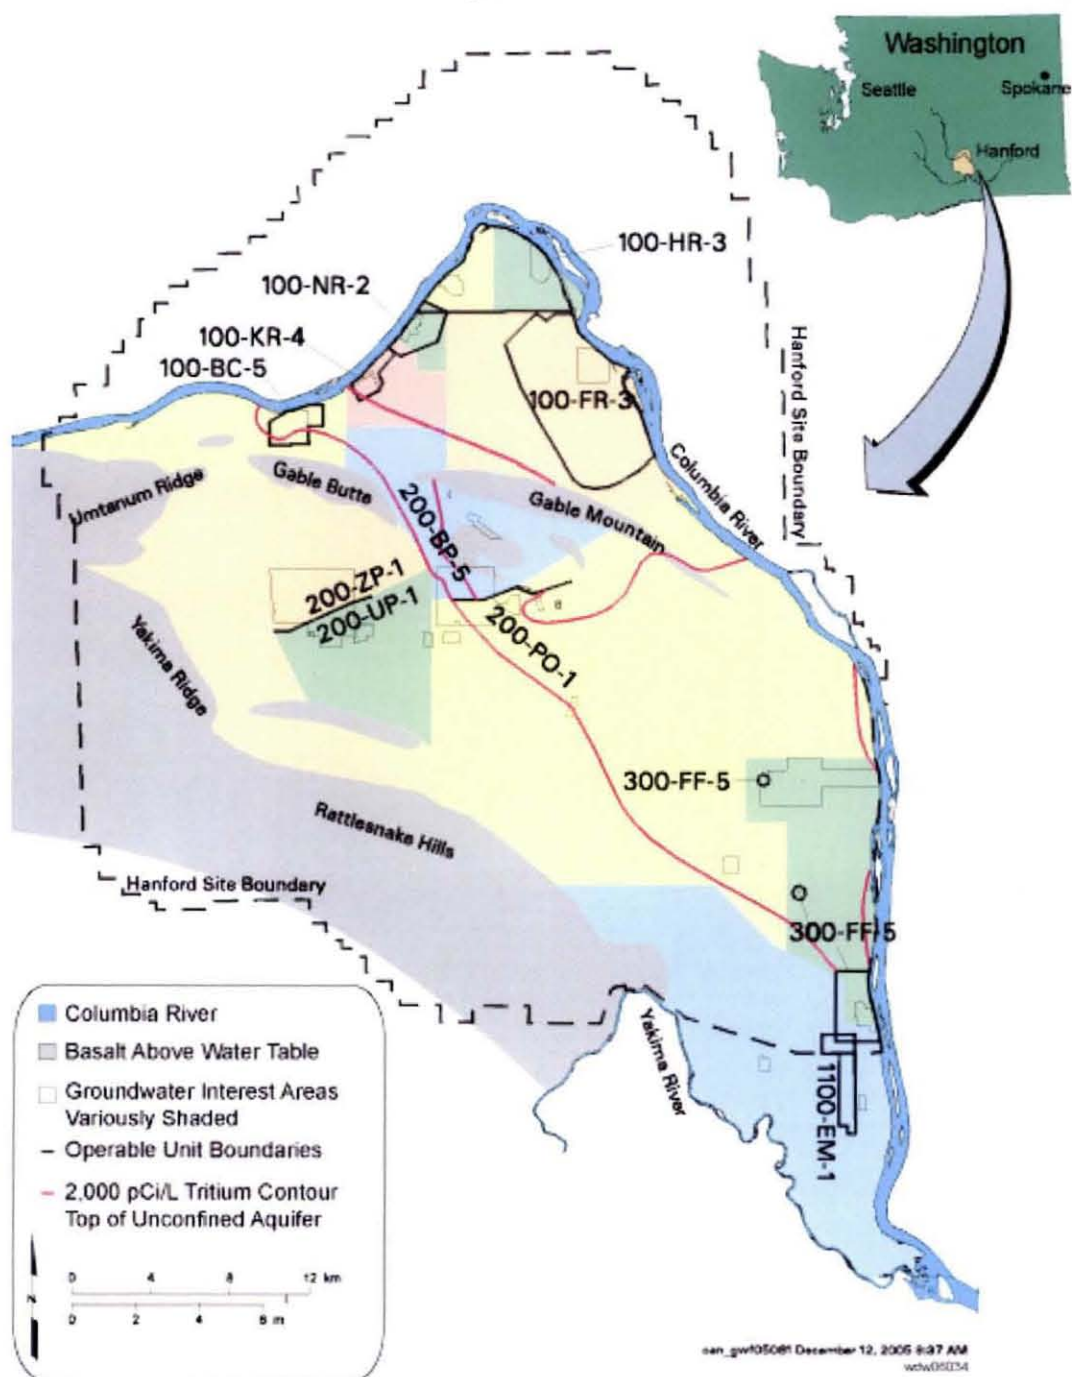 Washington
Seattle
Spokane
Hanford
100-HR-3
100-NR-2
100-KR-4
100-BC-5
100-FR-3
Hanford Site Boundary
Columbia River
Umtanum Ridge
Gable Butte
Gable Mountain
200-BP-5
200-ZP-1
200-UP-1
200-PO-1
Yakima Ridge
300-FF-5
Rattlesnake Hills
Hanford Site Boundary
300-FF-5
Yakima River
1100-EM-1
Columbia River
Basalt Above Water Table
Groundwater Interest Areas
Variously Shaded
Operable Unit Boundaries
2,000 pCi/L Tritium Contour
Top of Unconfined Aquifer
0 4 8 12 km
0 2 4 6 m
N
can_gwf05081 December 12, 2005 9:37 AM
wdw06034